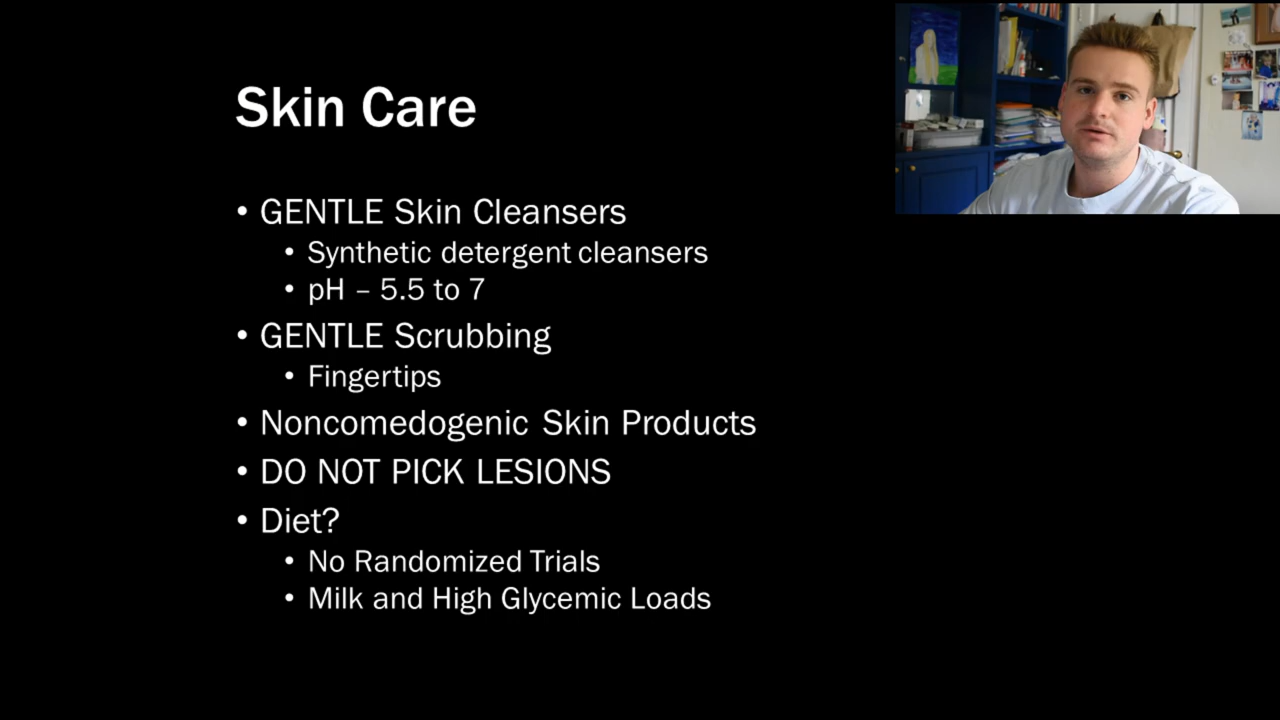 Skin Care
• GENTLE Skin Cleansers
• Synthetic detergent cleansers
• pH – 5.5 to 7
• GENTLE Scrubbing
• Fingertips
• Noncomedogenic Skin Products
• DO NOT PICK LESIONS
• Diet?
• No Randomized Trials
• Milk and High Glycemic Loads